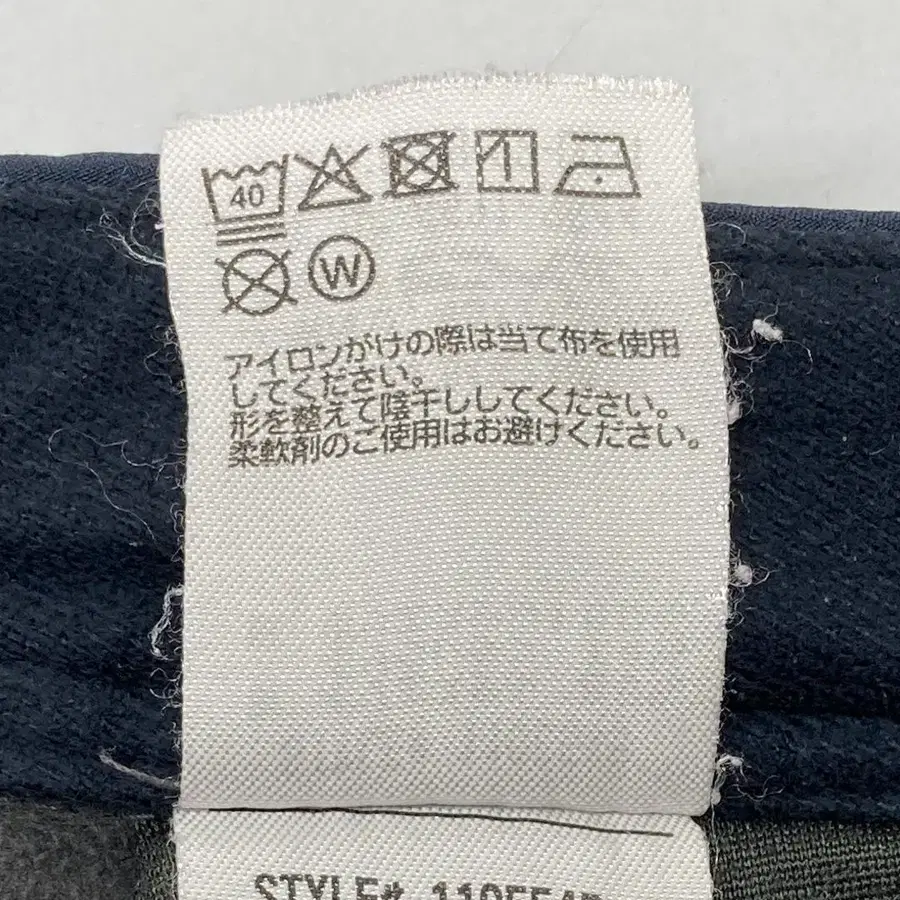 40
W
アイロンがけの際は当て布を使用
してください。
形を整えて陰干ししてください。
柔軟剤のご使用はお避けください。
STYLE#